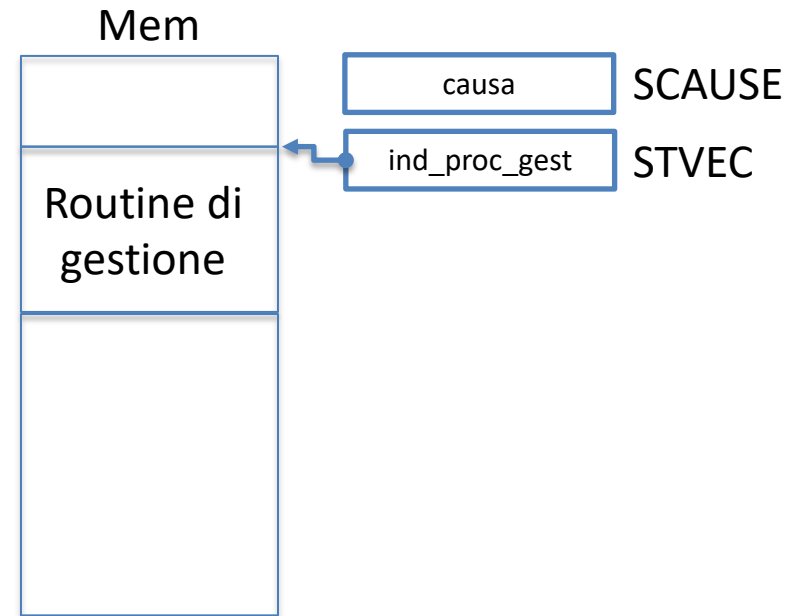 Mem
causa
SCAUSE
ind_proc_gest
STVEC
Routine di
gestione